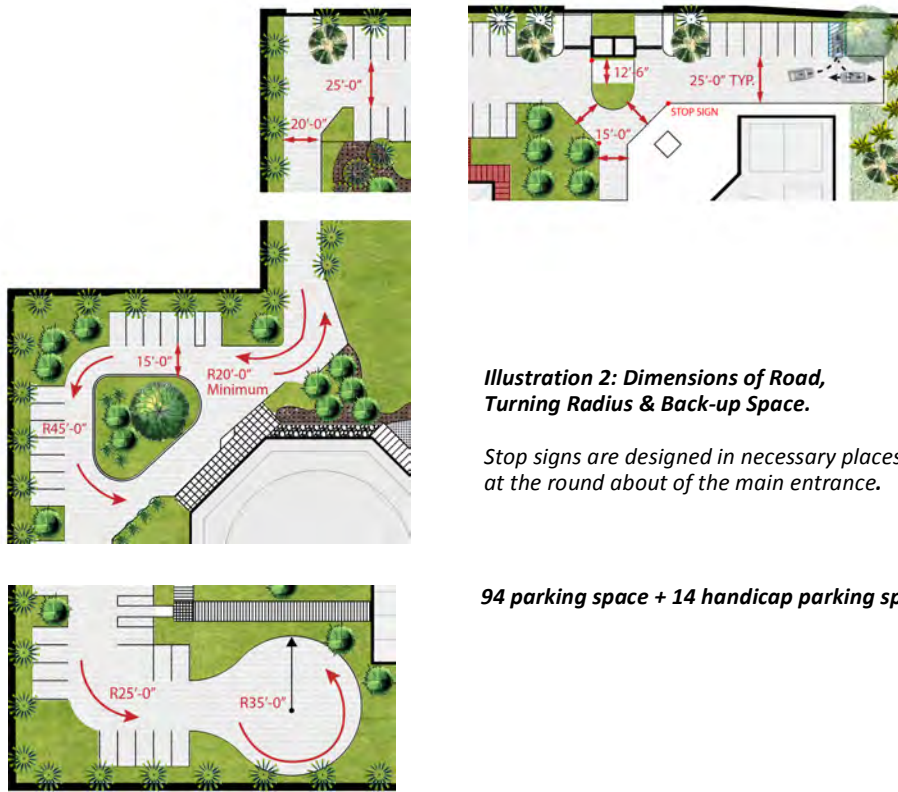 25'-0"
20'-0"
12'-6"
25'-0" TYP.
STOP SIGN
15'-0"
15'-0"
R20'-0"
Minimum
R45'-0"
Illustration 2: Dimensions of Road,
Turning Radius & Back-up Space.
Stop signs are designed in necessary places
at the round about of the main entrance.
94 parking space + 14 handicap parking sp
R25'-0"
R35'-0"